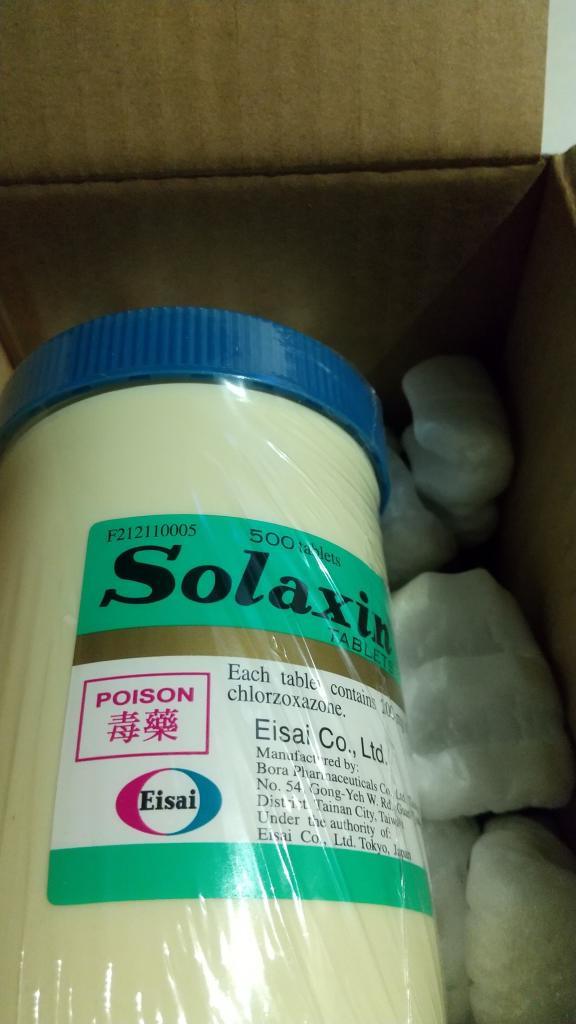 F212110005
500 tablets
Solaxin
TABLETS
Each tablet contains
chlorzoxazone.
POISON
毒藥
Eisai
Eisai Co., Ltd.
Manufactured by:
Bora Pharmaceuticals Co.
No. 54, Gong-Yeh W. Rd.,
District, Tainan City, Taiwan
Under the authority of:
Eisai Co., Ltd. Tokyo, Japan